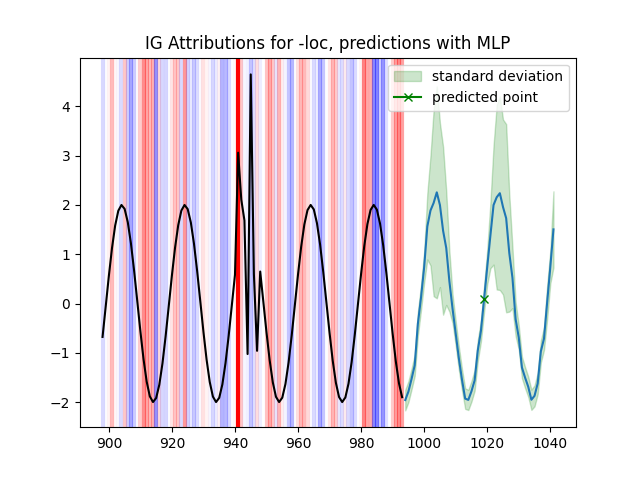 IG Attributions for -loc, predictions with MLP
standard deviation
predicted point
4
3
2
1
0
−1
−2
900 920 940 960 980 1000 1020 1040